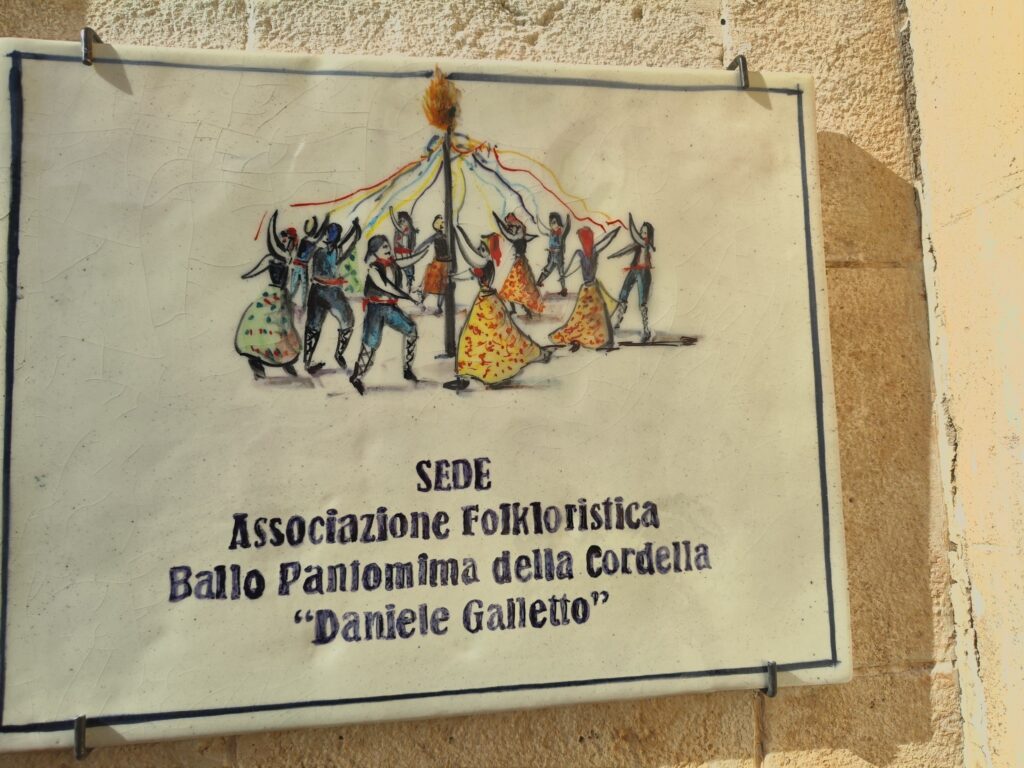 SEDE
Associazione Folkloristica
Ballo Pantomima della Cordella
“Daniele Galletto”